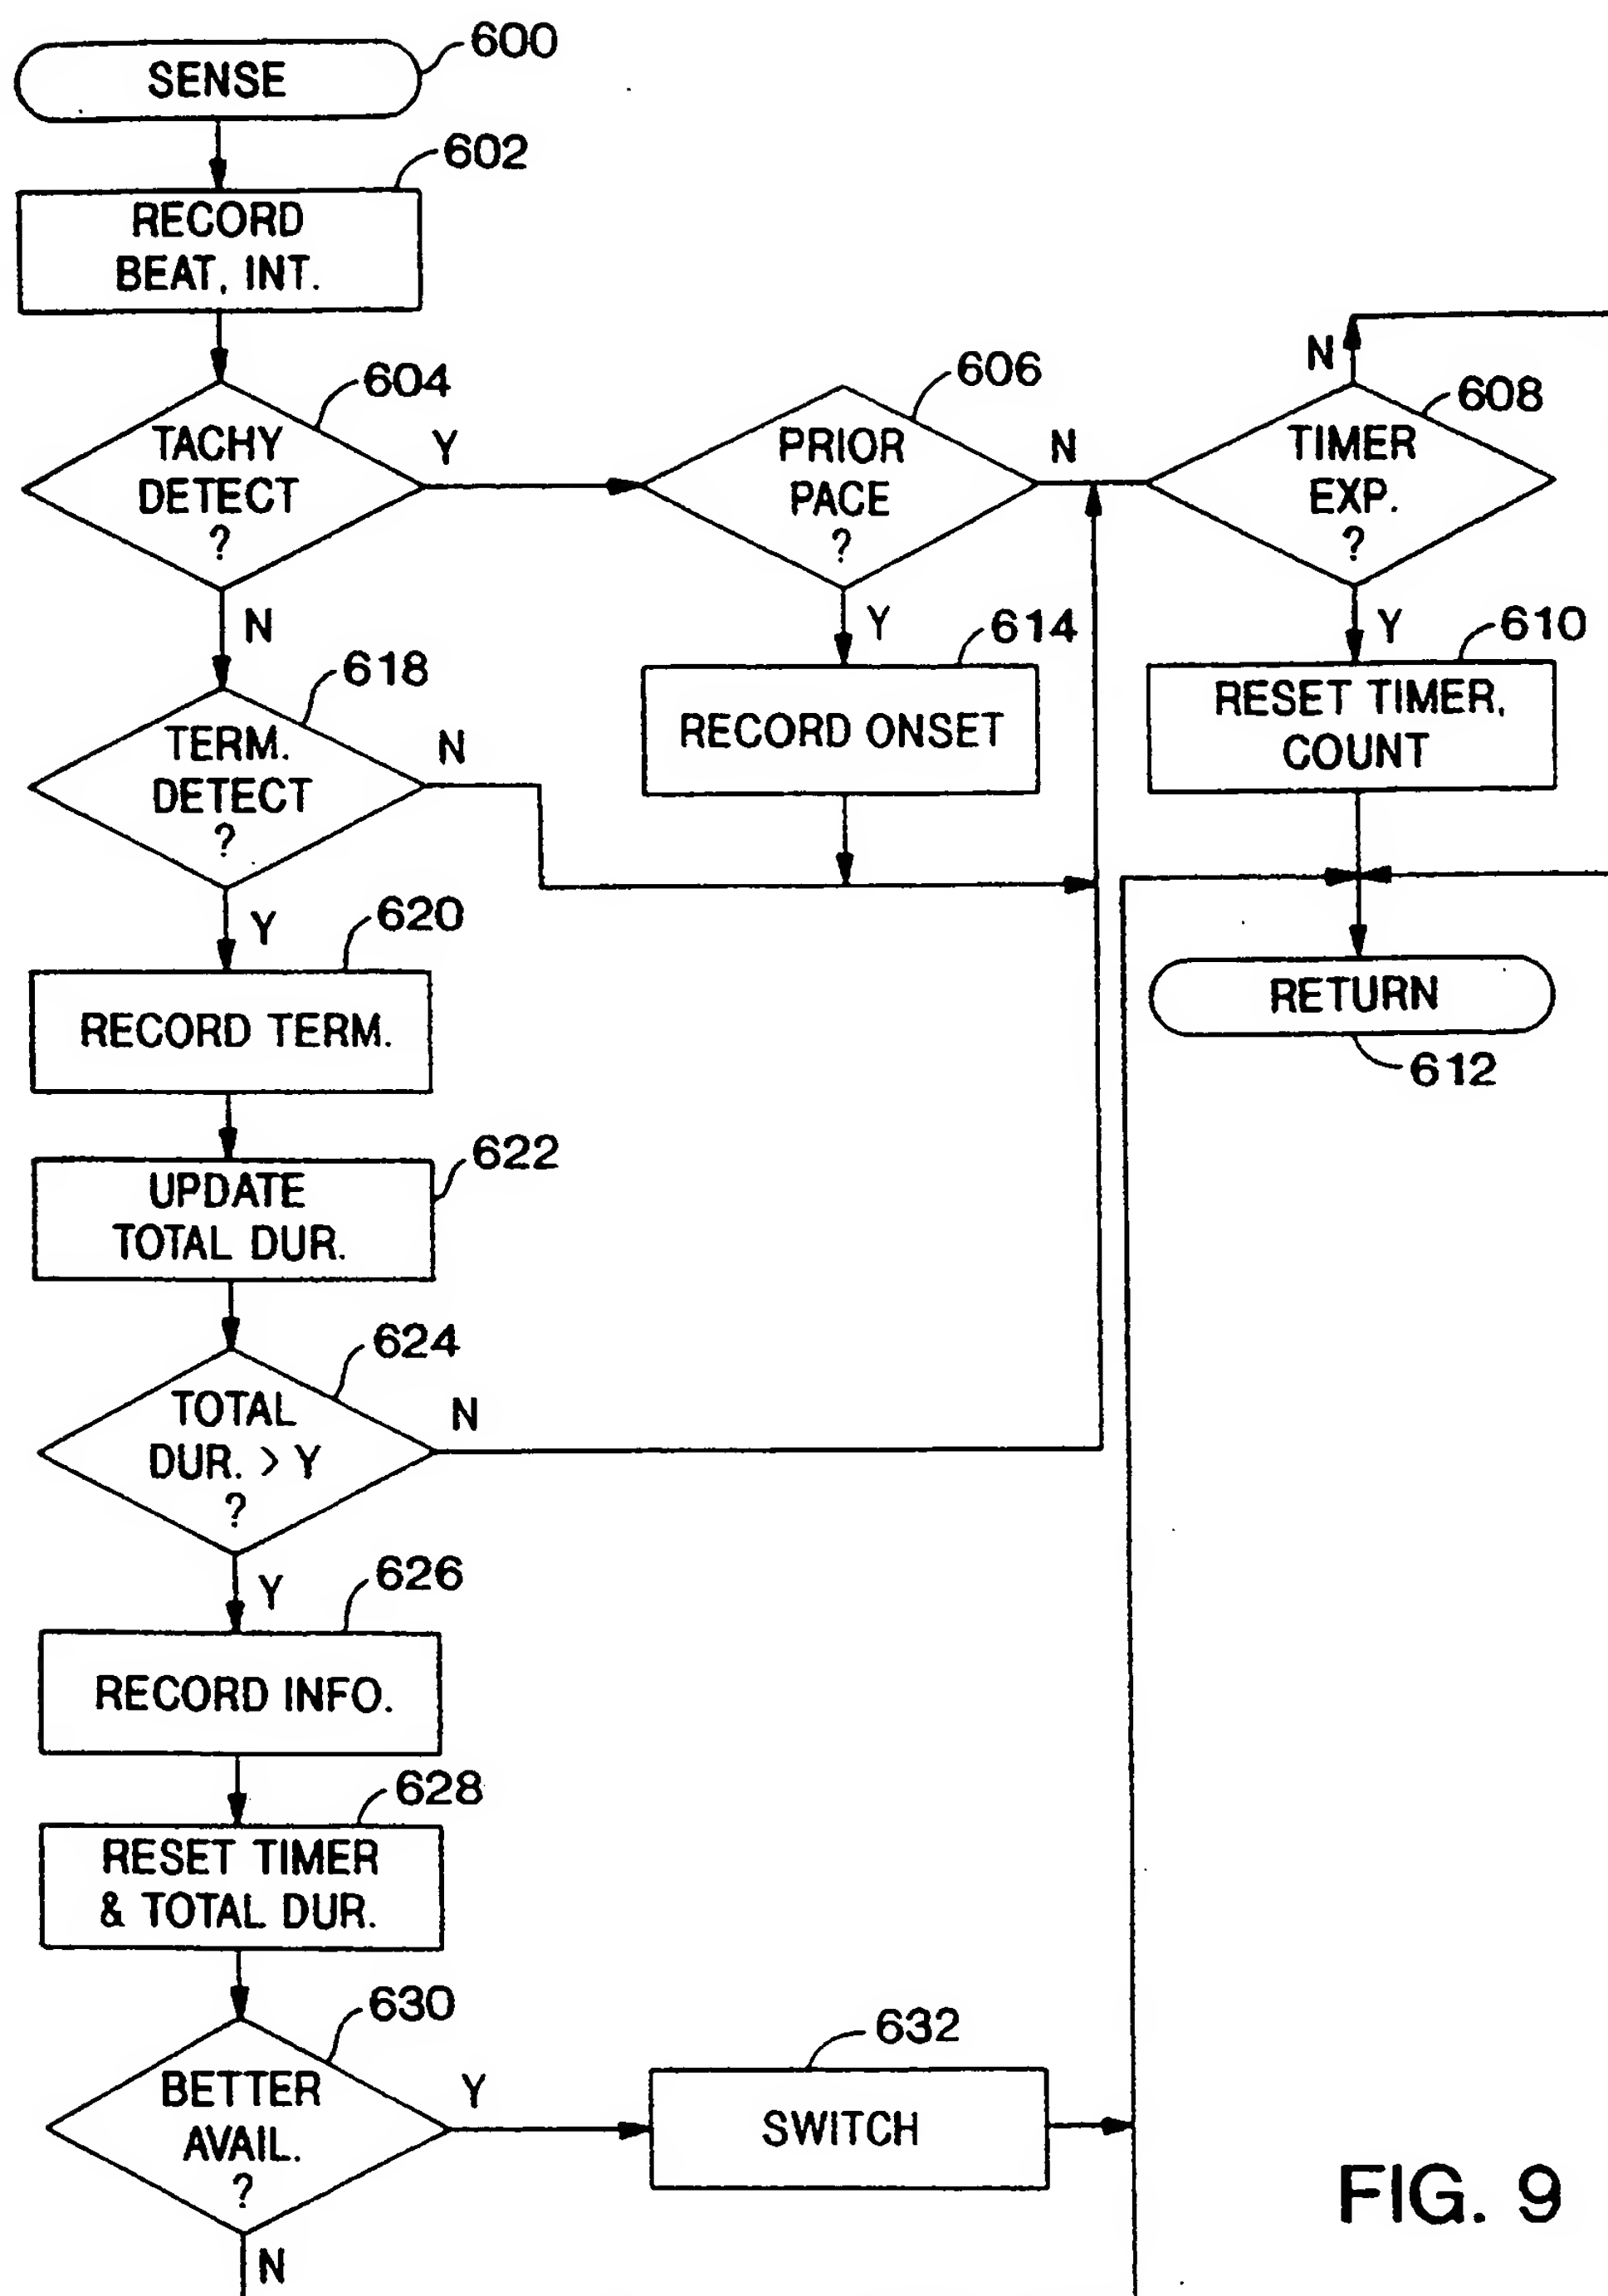 SENSE
600
602
RECORD
BEAT, INT.
604
TACHY
DETECT
?
Y
N
606
PRIOR
PACE
?
N
Y
608
TIMER
EXP.
?
N
Y
610
RESET TIMER,
COUNT
614
RECORD ONSET
618
TERM.
DETECT
?
N
Y
RETURN
612
620
RECORD TERM.
622
UPDATE
TOTAL DUR.
624
TOTAL
DUR. > Y
?
N
Y
626
RECORD INFO.
628
RESET TIMER
& TOTAL DUR.
630
BETTER
AVAIL.
?
Y
N
632
SWITCH
FIG. 9